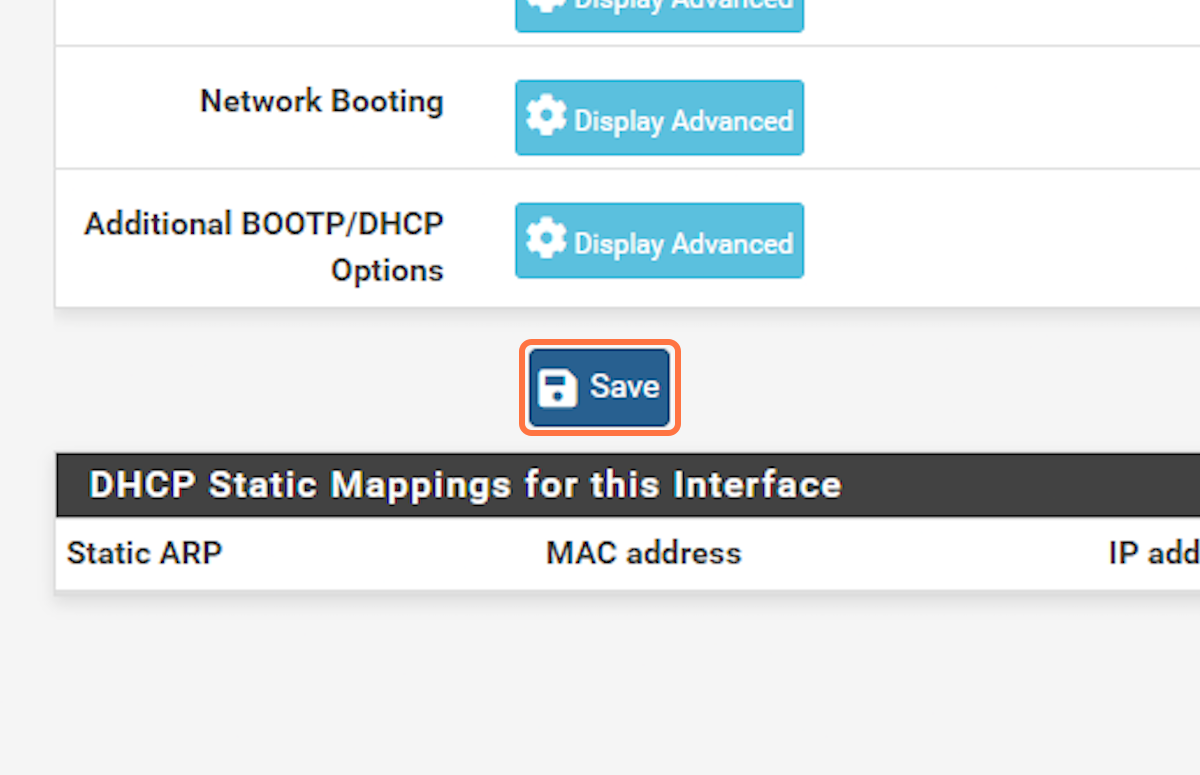 Display Advanced
Network Booting
Display Advanced
Additional BOOTP/DHCP
Options
Display Advanced
Save
DHCP Static Mappings for this Interface
Static ARP MAC address IP add